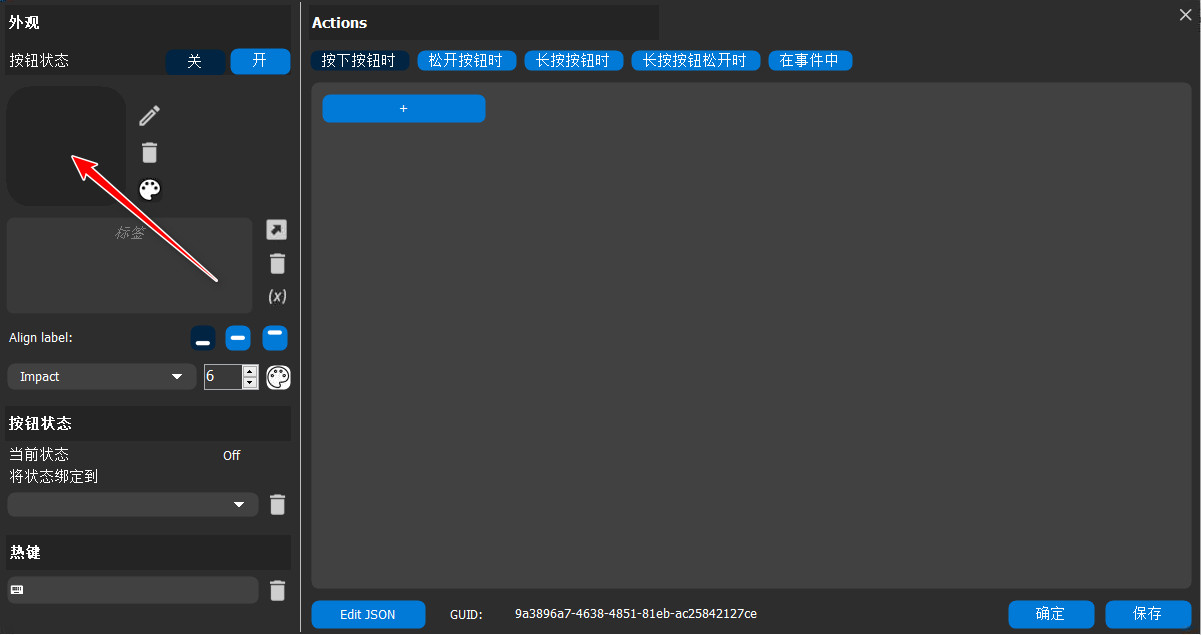 外观
按钮状态
关
开
标签
(x)
Align label:
Impact
6
按钮状态
当前状态
Off
将状态绑定到
热键
Actions
按下按钮时
松开按钮时
长按按钮时
长按按钮松开时
在事件中
+
Edit JSON
GUID:
9a3896a7-4638-4851-81eb-ac25842127ce
确定
保存